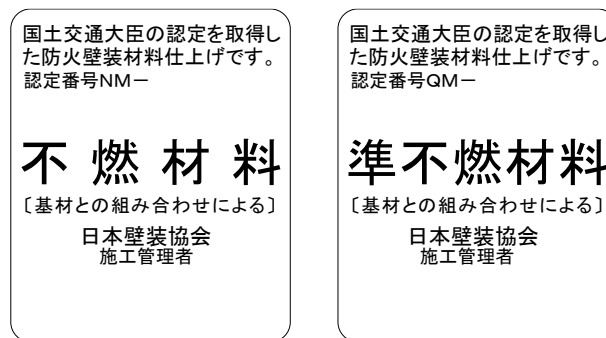 国土交通大臣の認定を取得し
た防火壁装材料仕上げです。
認定番号NM－
不燃材料
〔基材との組み合わせによる〕
日本壁装協会
施工管理者
国土交通大臣の認定を取得し
た防火壁装材料仕上げです。
認定番号QM－
準不燃材料
〔基材との組み合わせによる〕
日本壁装協会
施工管理者